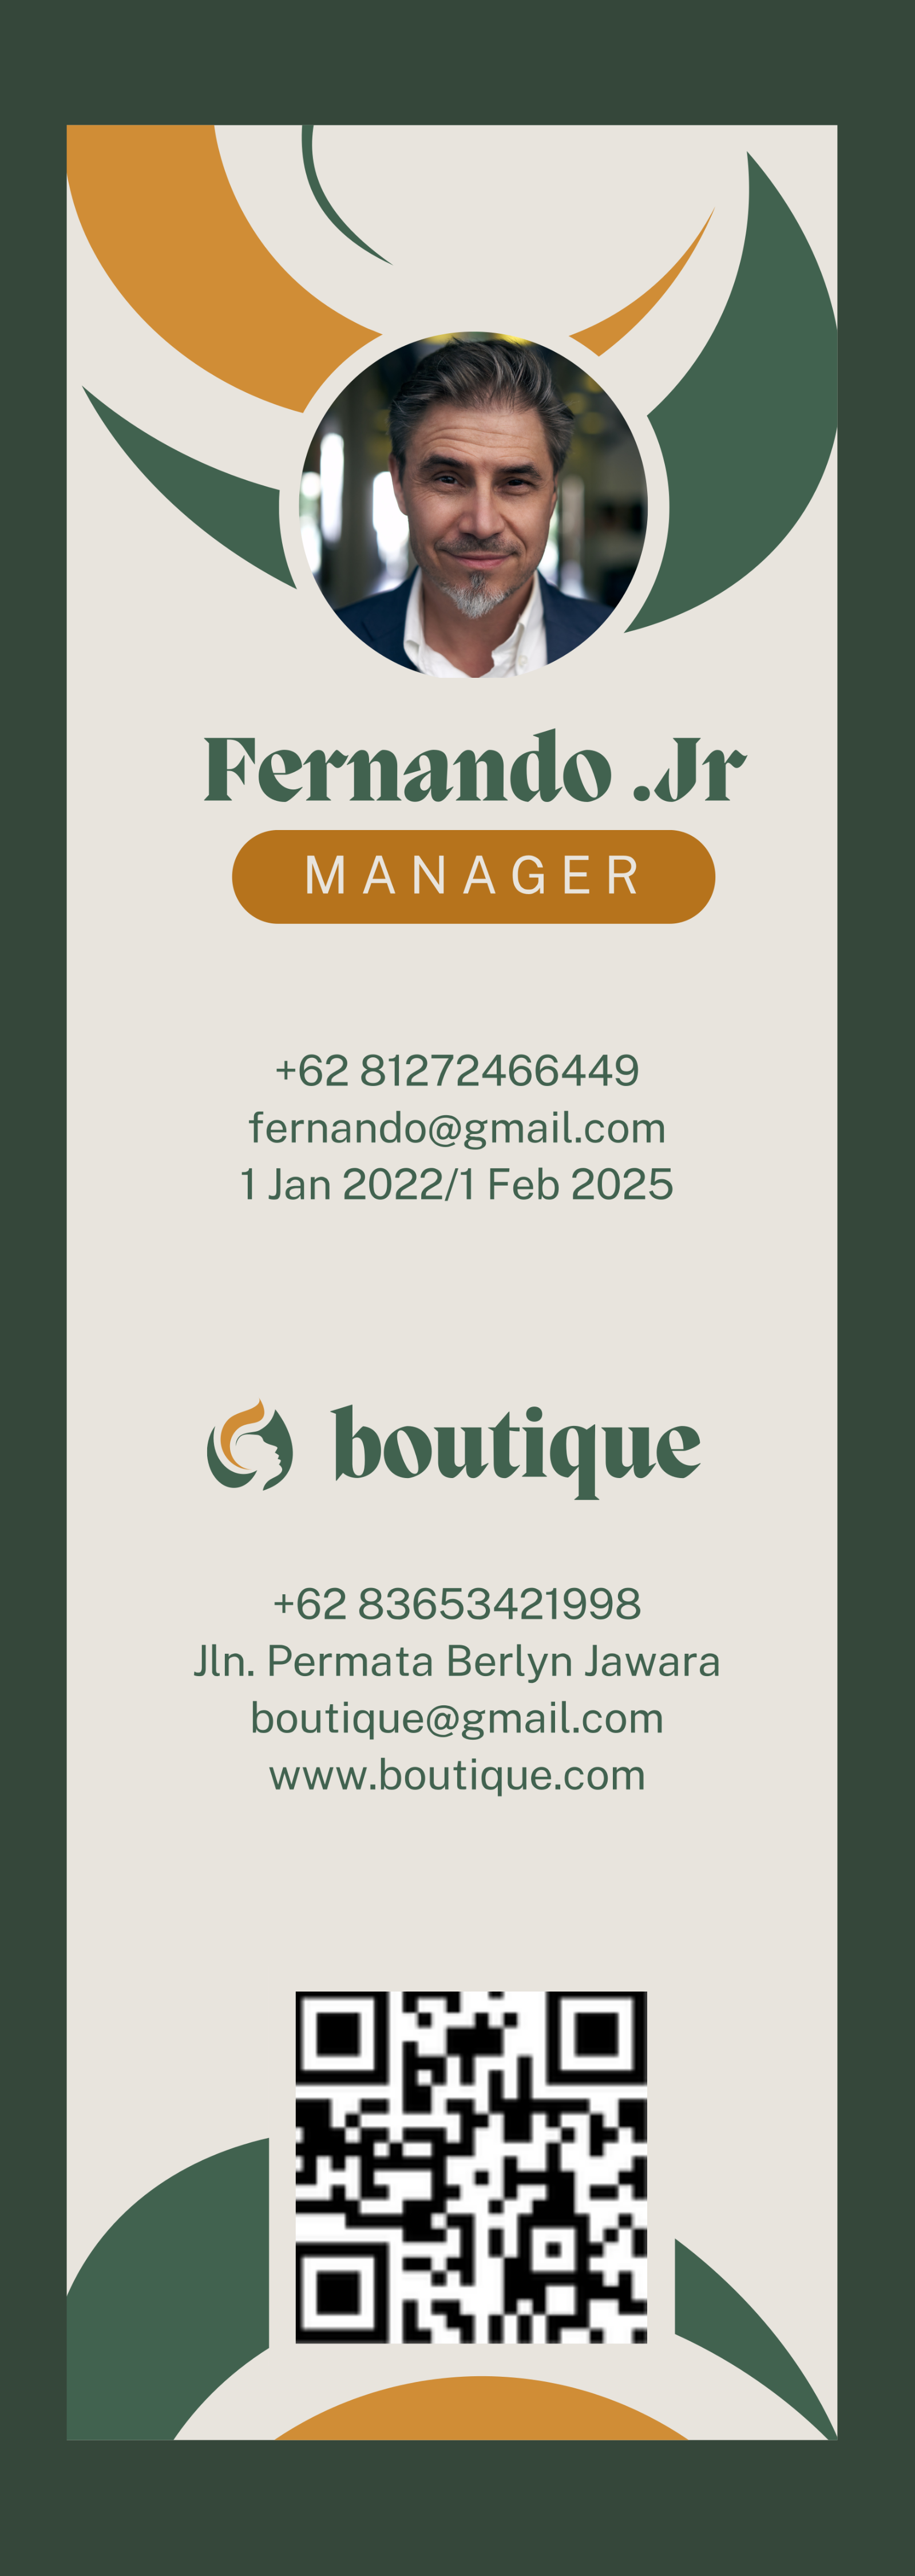 Fernando .Jr
MANAGER
+62 81272466449
fernando@gmail.com
1 Jan 2022/1 Feb 2025
boutique
+62 83653421998
Jln. Permata Berlyn Jawara
boutique@gmail.com
www.boutique.com